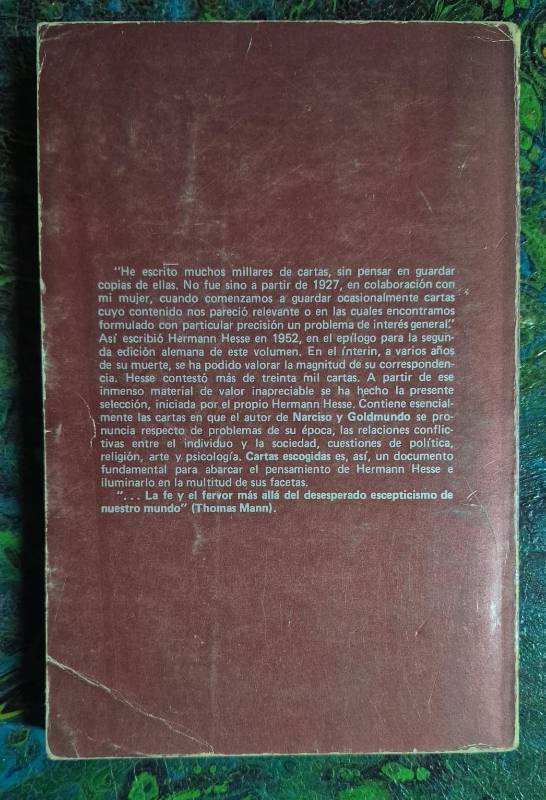 "He escrito muchos millares de cartas, sin pensar en guardar
copias de ellas. No fue sino a partir de 1927, en colaboración con
mi mujer, cuando comenzamos a guardar ocasionalmente cartas
cuyo contenido nos pareció relevante o en las cuales encontramos
formulado con particular precisión un problema de interés general."
Así escribió Hermann Hesse en 1952, en el epílogo para la segun-
da edición alemana de este volumen. En el ínterin, a varios años
de su muerte, se ha podido valorar la magnitud de su corresponden-
cia. Hesse contestó más de treinta mil cartas. A partir de ese
inmenso material de valor inapreciable se ha hecho la presente
selección, iniciada por el propio Hermann Hesse. Contiene esencial-
mente las cartas en que el autor de Narciso y Goldmundo se pro-
nuncia respecto de problemas de su época, las relaciones conflic-
tivas entre el individuo y la sociedad, cuestiones de política,
religión, arte y psicología. Cartas escogidas es, así, un documento
fundamental para abarcar el pensamiento de Hermann Hesse e
iluminarlo en la multitud de sus facetas.
"... La fe y el fervor más allá del desesperado escepticismo de
nuestro mundo" (Thomas Mann).